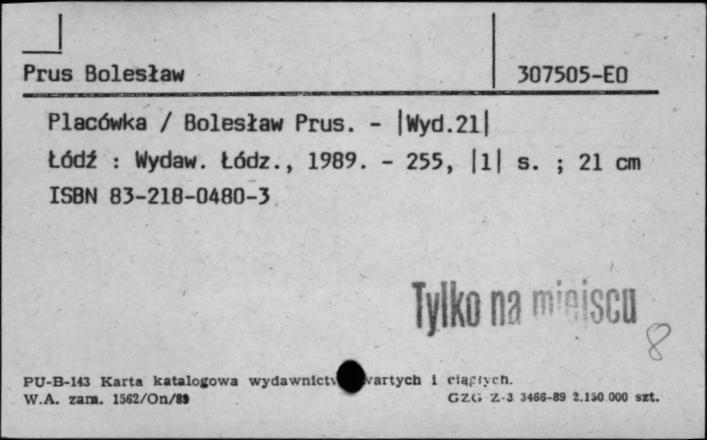 Prus Bolesław 307505-EO
Placówka / Bolesław Prus. - |Wyd.21|
Łódź : Wydaw. Łódz., 1989. - 255, |1| s. ; 21 cm
ISBN 83-218-0480-3
Tylko na miejscu
8
PU-B-143 Karta katalogowa i ciągłych.
W.A. zam. 1562/On/89 GZG Z-3 3466-89 2.150.000 szt.